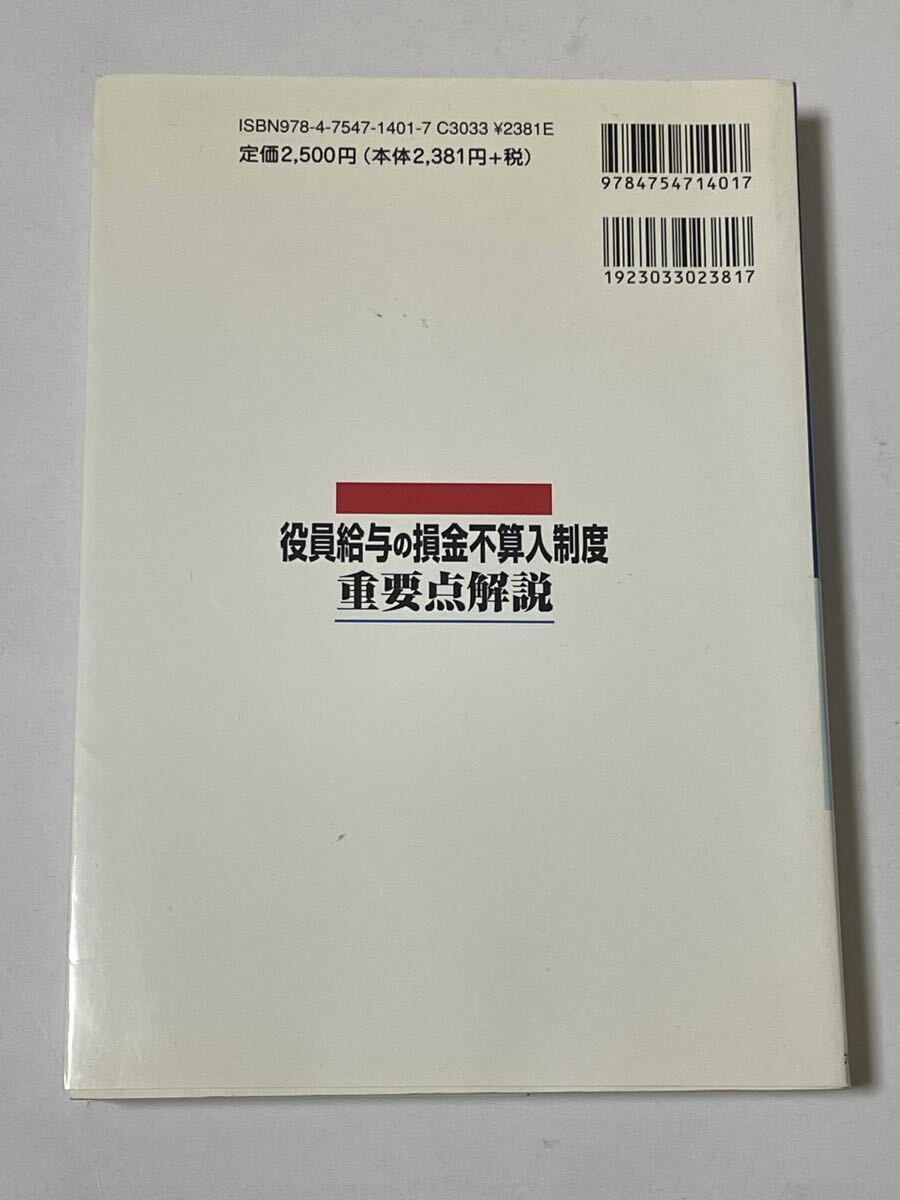 ISBN978-4-7547-1401-7 C3033 ¥2381E
定価2,500円(本体2,381円+税)
9784754714017
1923033023817
役員給与の損金不算入制度
重要点解説